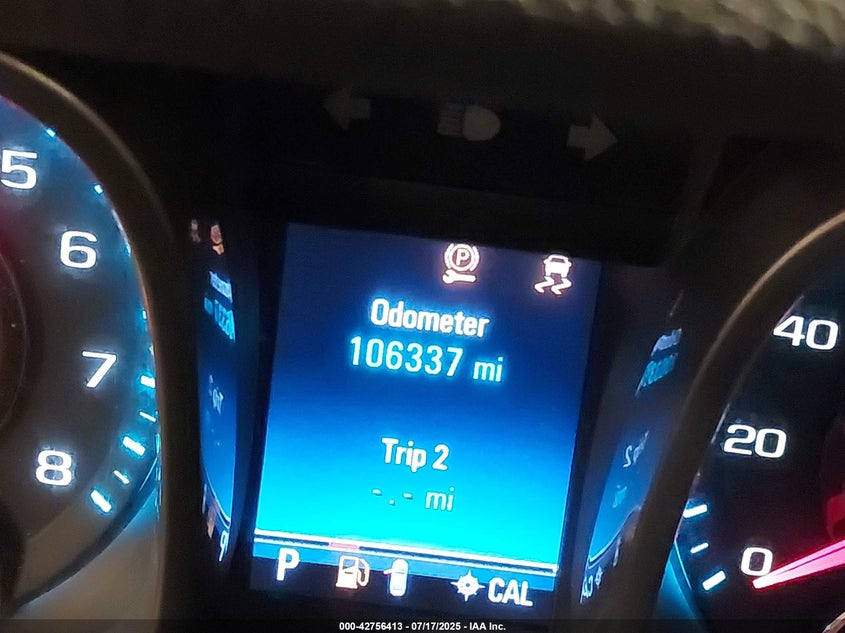 5
6
7
8
P
Odometer
106337 mi
Trip 2
-.- mi
P
CAL
40
20
0
000-42756413 - 07/17/2025 - IAA Inc.